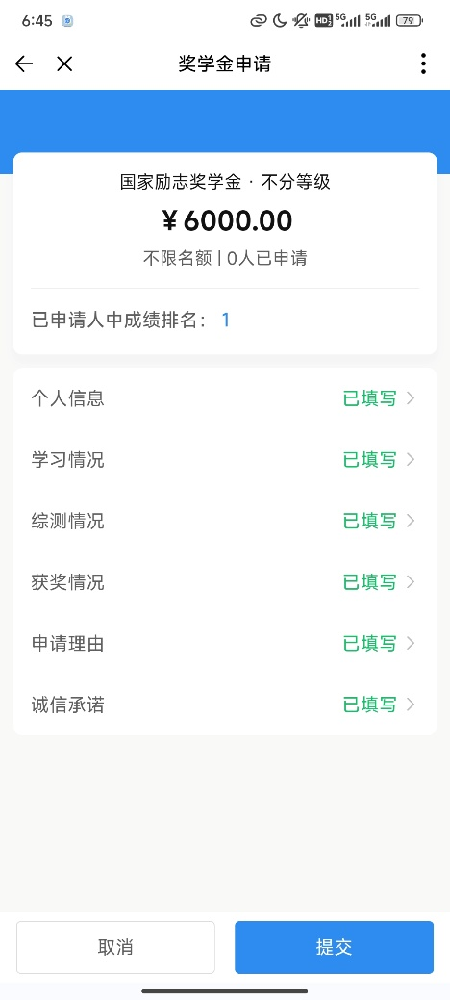 6:45
HD 5G 5G 79
奖学金申请
国家励志奖学金 · 不分等级
¥6000.00
不限名额 | 0人已申请
已申请人中成绩排名： 1
个人信息 已填写
学习情况 已填写
综测情况 已填写
获奖情况 已填写
申请理由 已填写
诚信承诺 已填写
取消 提交